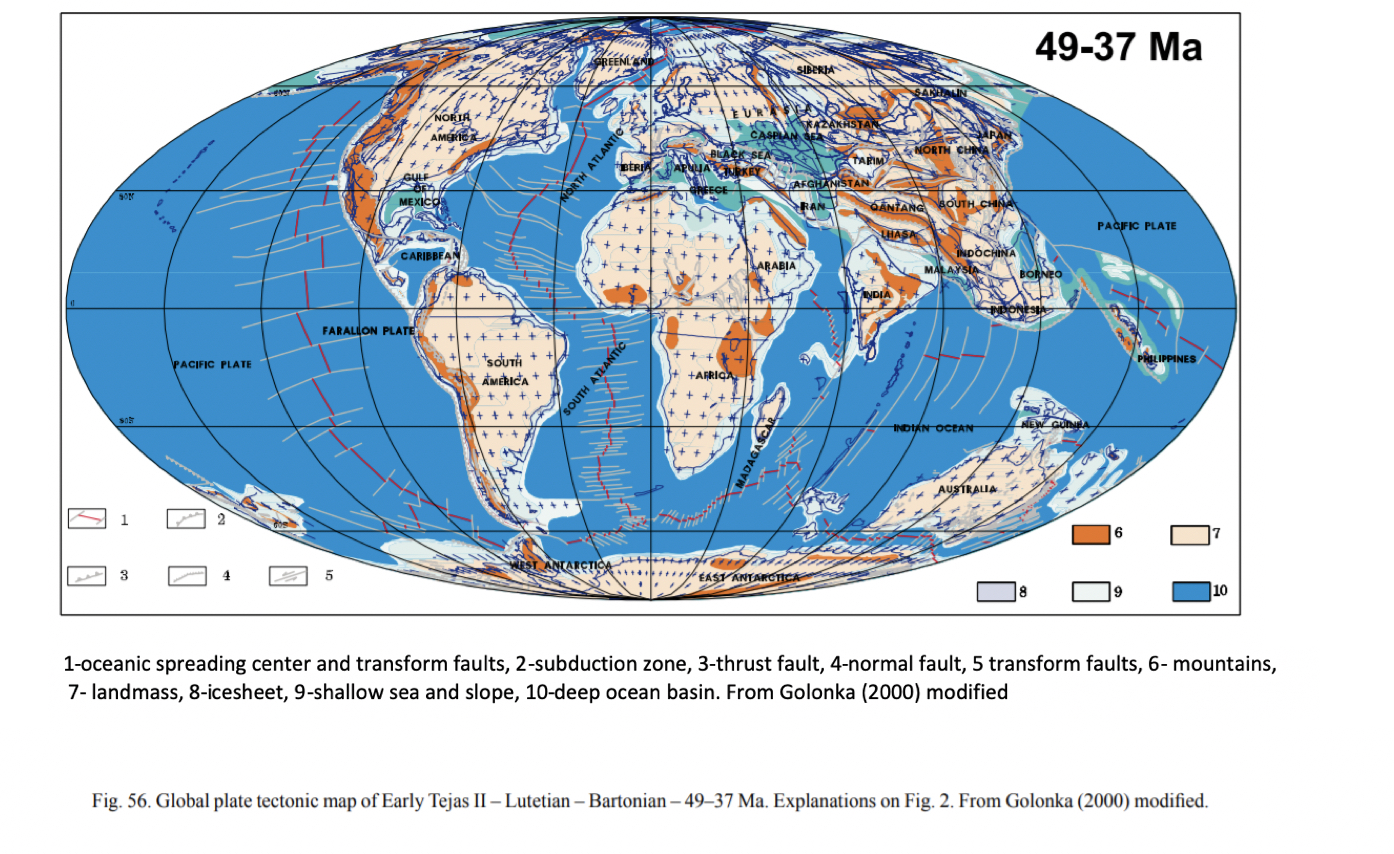 49-37 Ma
GREENLAND
SIBERIA
60°N
SAKHALIN
NORTH
AMERICA
EURASIA
KAZAKHSTAN
CASPIAN SEA
JAPAN
NORTH CHINA
NORTH ATLANTIC
BLACK SEA
TARIM
IBERIA
APULIA
TURKEY
GULF
OF
MEXICO
GREECE
AFGHANISTAN
IRAN
QANTANG
SOUTH CHINA
LHASA
PACIFIC PLATE
CARIBBEAN
ARABIA
INDOCHINA
MALAYSIA
BORNEO
INDIA
0
INDONESIA
FARALLON PLATE
PACIFIC PLATE
SOUTH
AMERICA
SOUTH ATLANTIC
AFRICA
PHILIPPINES
MADAGASCAR
INDIAN OCEAN
NEW GUINEA
AUSTRALIA
WEST ANTARCTICA
EAST ANTARCTICA
1
2
3
4
5
6
7
8
9
10
1-oceanic spreading center and transform faults, 2-subduction zone, 3-thrust fault, 4-normal fault, 5 transform faults, 6- mountains,
7- landmass, 8-icesheet, 9-shallow sea and slope, 10-deep ocean basin. From Golonka (2000) modified
Fig. 56. Global plate tectonic map of Early Tejas II – Lutetian – Bartonian – 49–37 Ma. Explanations on Fig. 2. From Golonka (2000) modified.